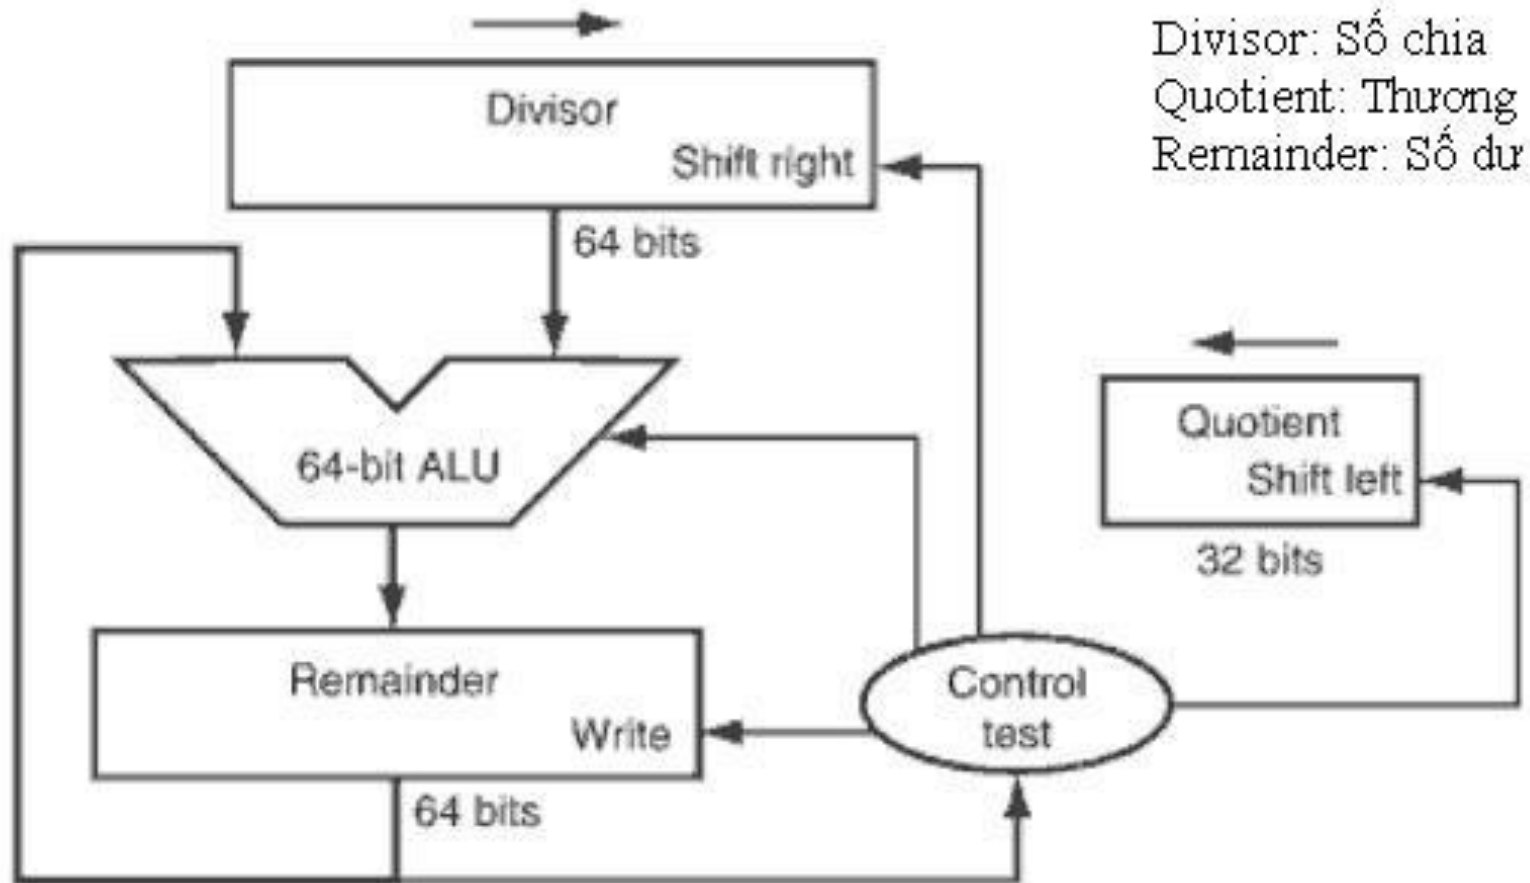 Divisor: Số chia
Quotient: Thương
Remainder: Số dư
Divisor
Shift right
64 bits
64-bit ALU
Quotient
Shift left
32 bits
Remainder
Write
64 bits
Control
test